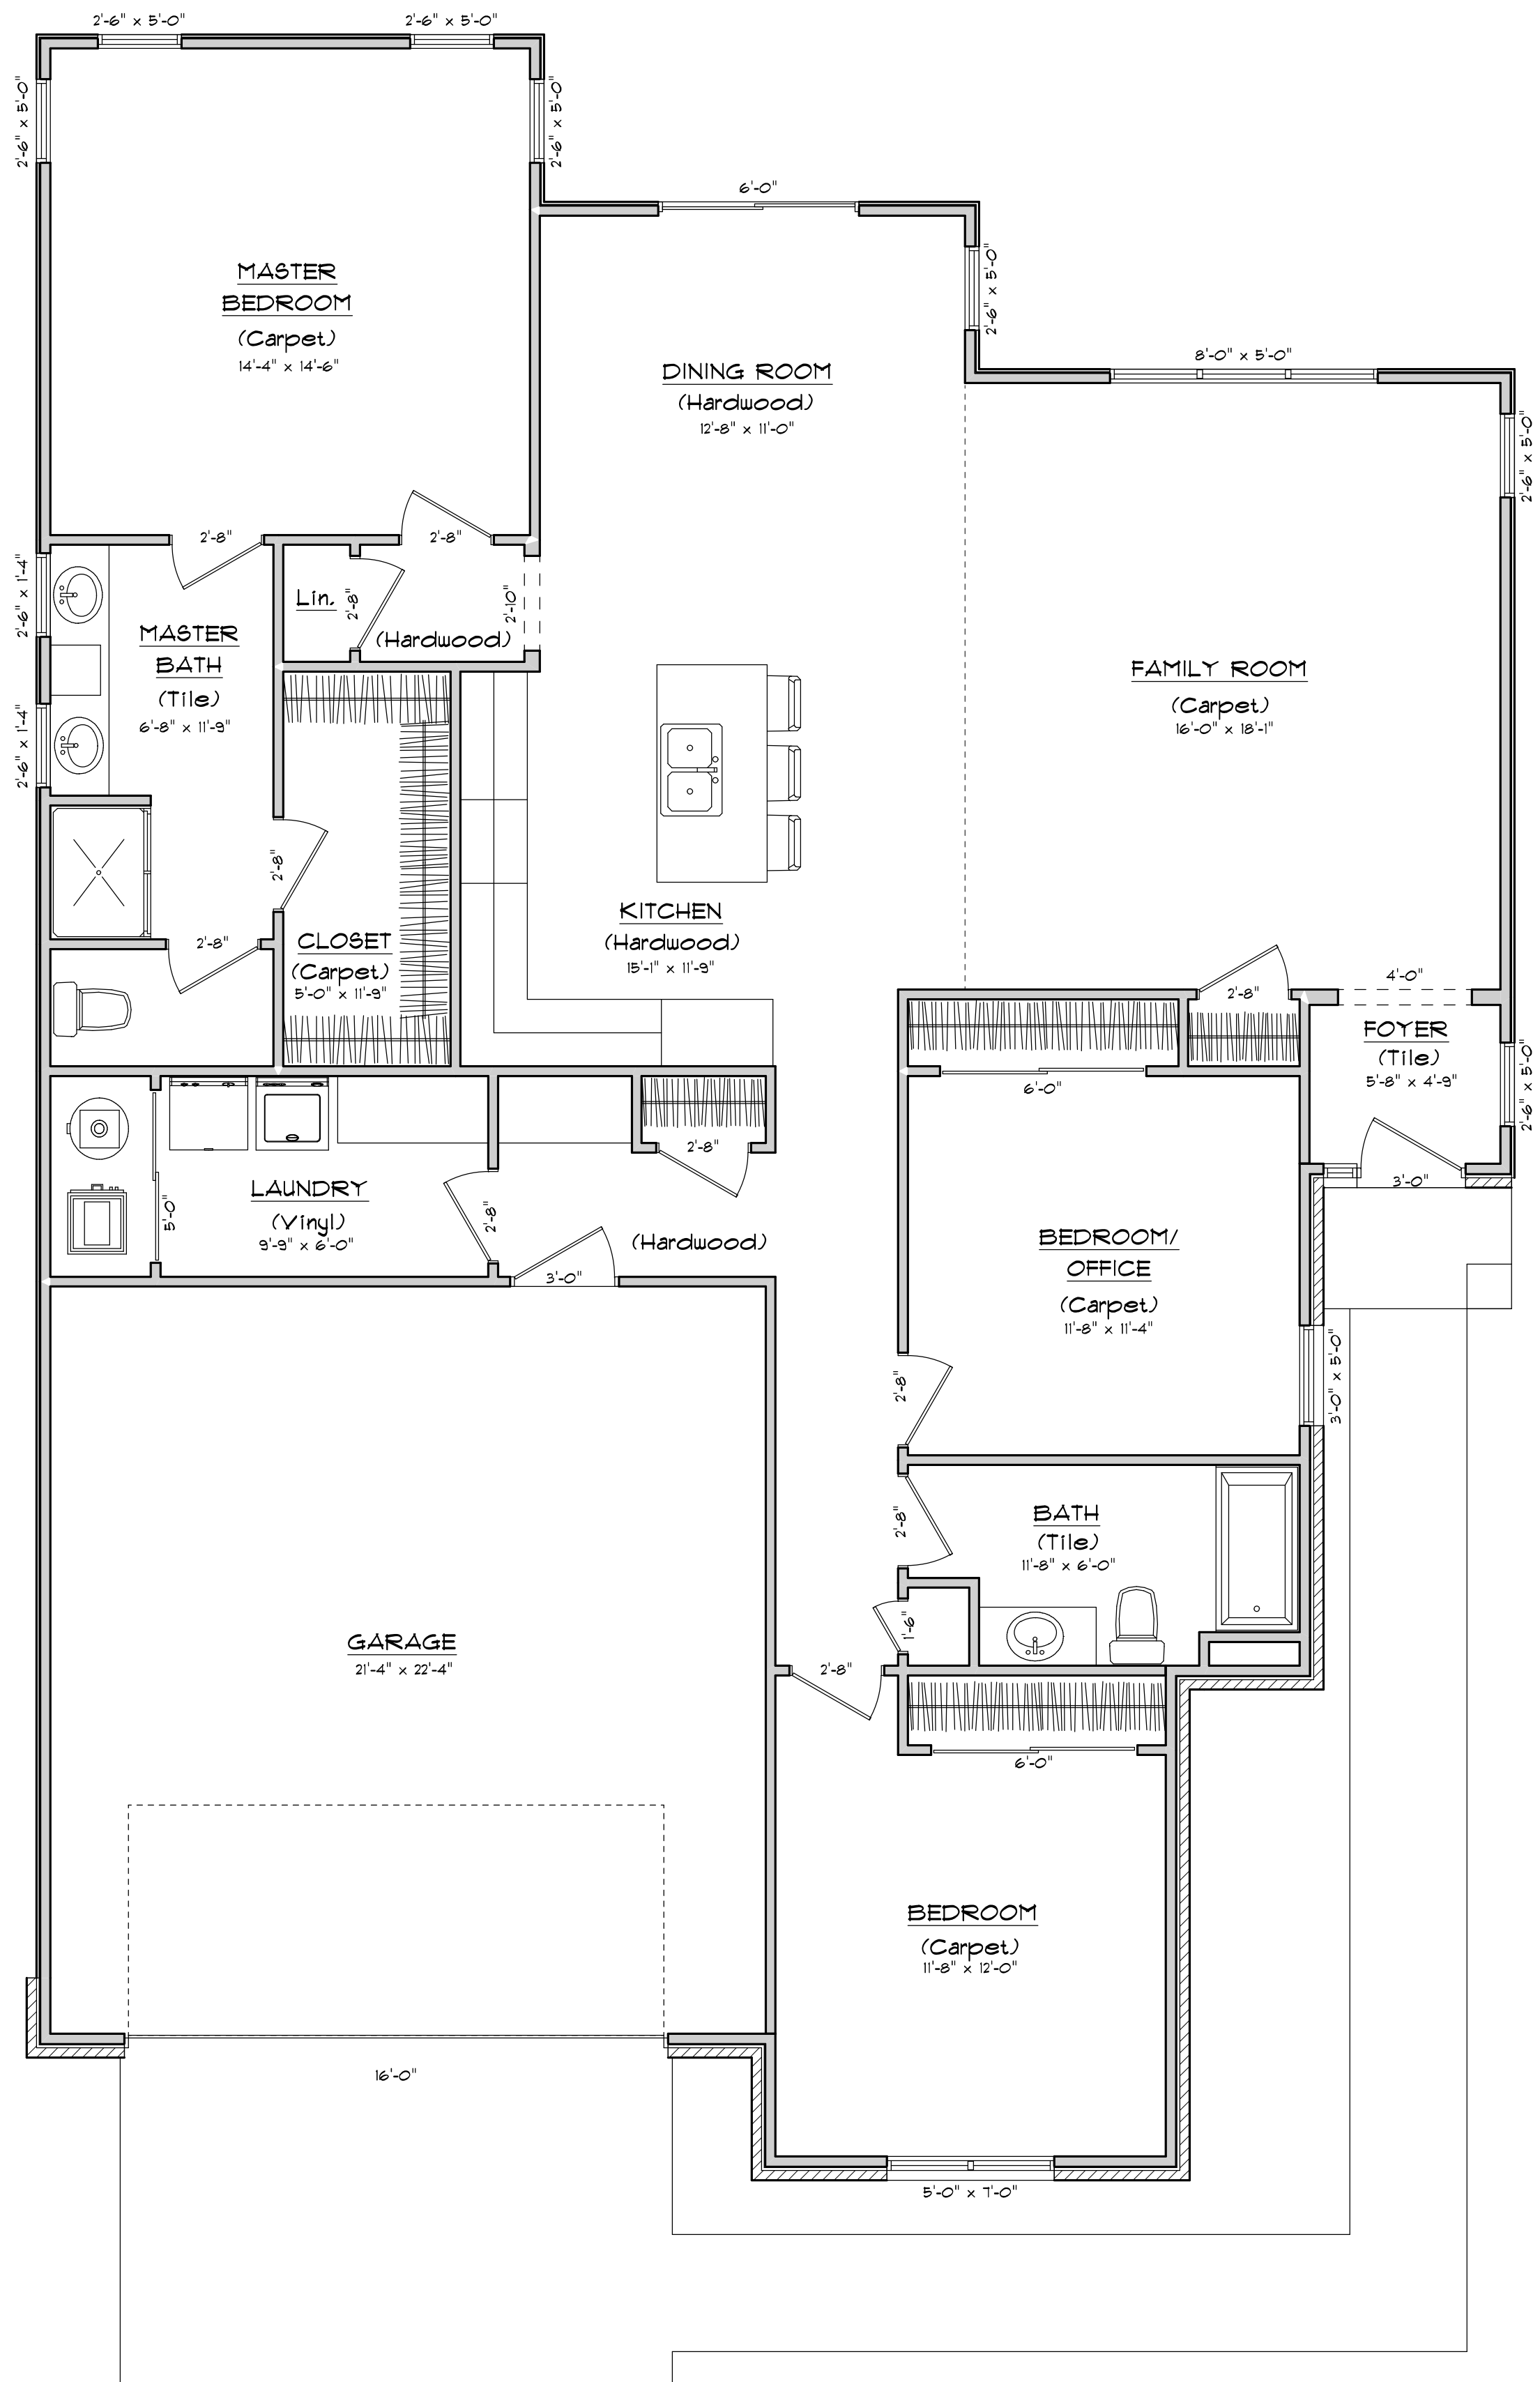 2'-6" x 5'-0"
2'-6" x 5'-0"
2'-6" x 5'-0"
2'-6" x 5'-0"
6'-0"
2'-6" x 5'-0"
8'-0" x 5'-0"
2'-6" x 5'-0"
MASTER
BEDROOM
(Carpet)
14'-4" x 14'-6"
DINING ROOM
(Hardwood)
12'-8" x 11'-0"
2'-8"
2'-8"
2'-6" x 1'-4"
Lin.
2'-8"
2'-10"
(Hardwood)
MASTER
BATH
(Tile)
6'-8" x 11'-9"
2'-6" x 1'-4"
FAMILY ROOM
(Carpet)
16'-0" x 18'-1"
2'-8"
KITCHEN
(Hardwood)
15'-1" x 11'-9"
2'-8"
CLOSET
(Carpet)
5'-0" x 11'-9"
2'-8"
4'-0"
FOYER
(Tile)
5'-8" x 4'-9"
2'-6" x 5'-0"
6'-0"
2'-8"
LAUNDRY
(Vinyl)
9'-9" x 6'-0"
5'-0"
2'-8"
3'-0"
(Hardwood)
3'-0"
BEDROOM/
OFFICE
(Carpet)
11'-8" x 11'-4"
3'-0" x 5'-0"
2'-8"
2'-8"
BATH
(Tile)
11'-8" x 6'-0"
1'-6"
2'-8"
GARAGE
21'-4" x 22'-4"
6'-0"
BEDROOM
(Carpet)
11'-8" x 12'-0"
16'-0"
5'-0" x 7'-0"